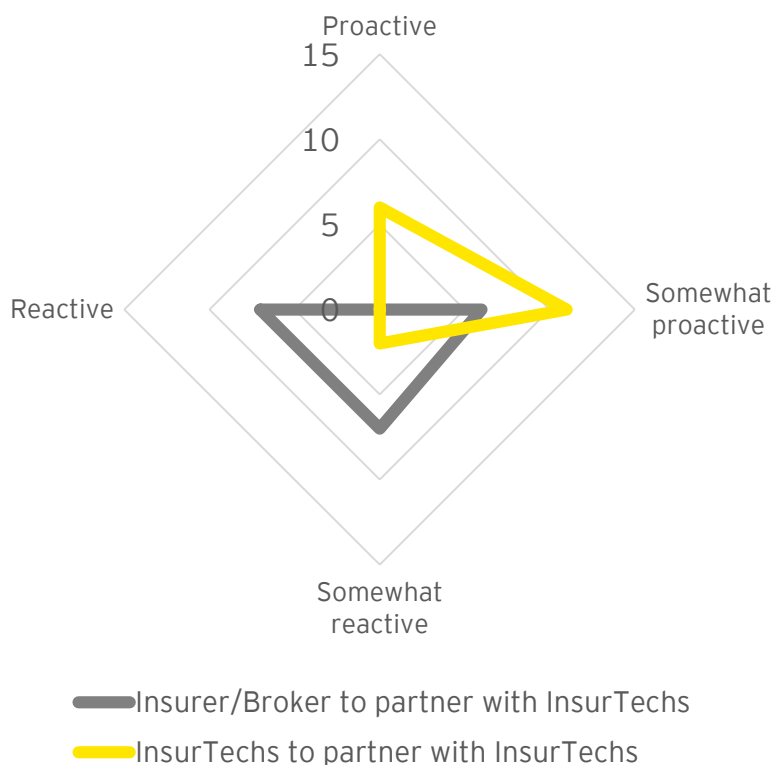 Proactive
15
10
5
0
Reactive
Somewhat
proactive
Somewhat
reactive
Insurer/Broker to partner with InsurTechs
InsurTechs to partner with InsurTechs